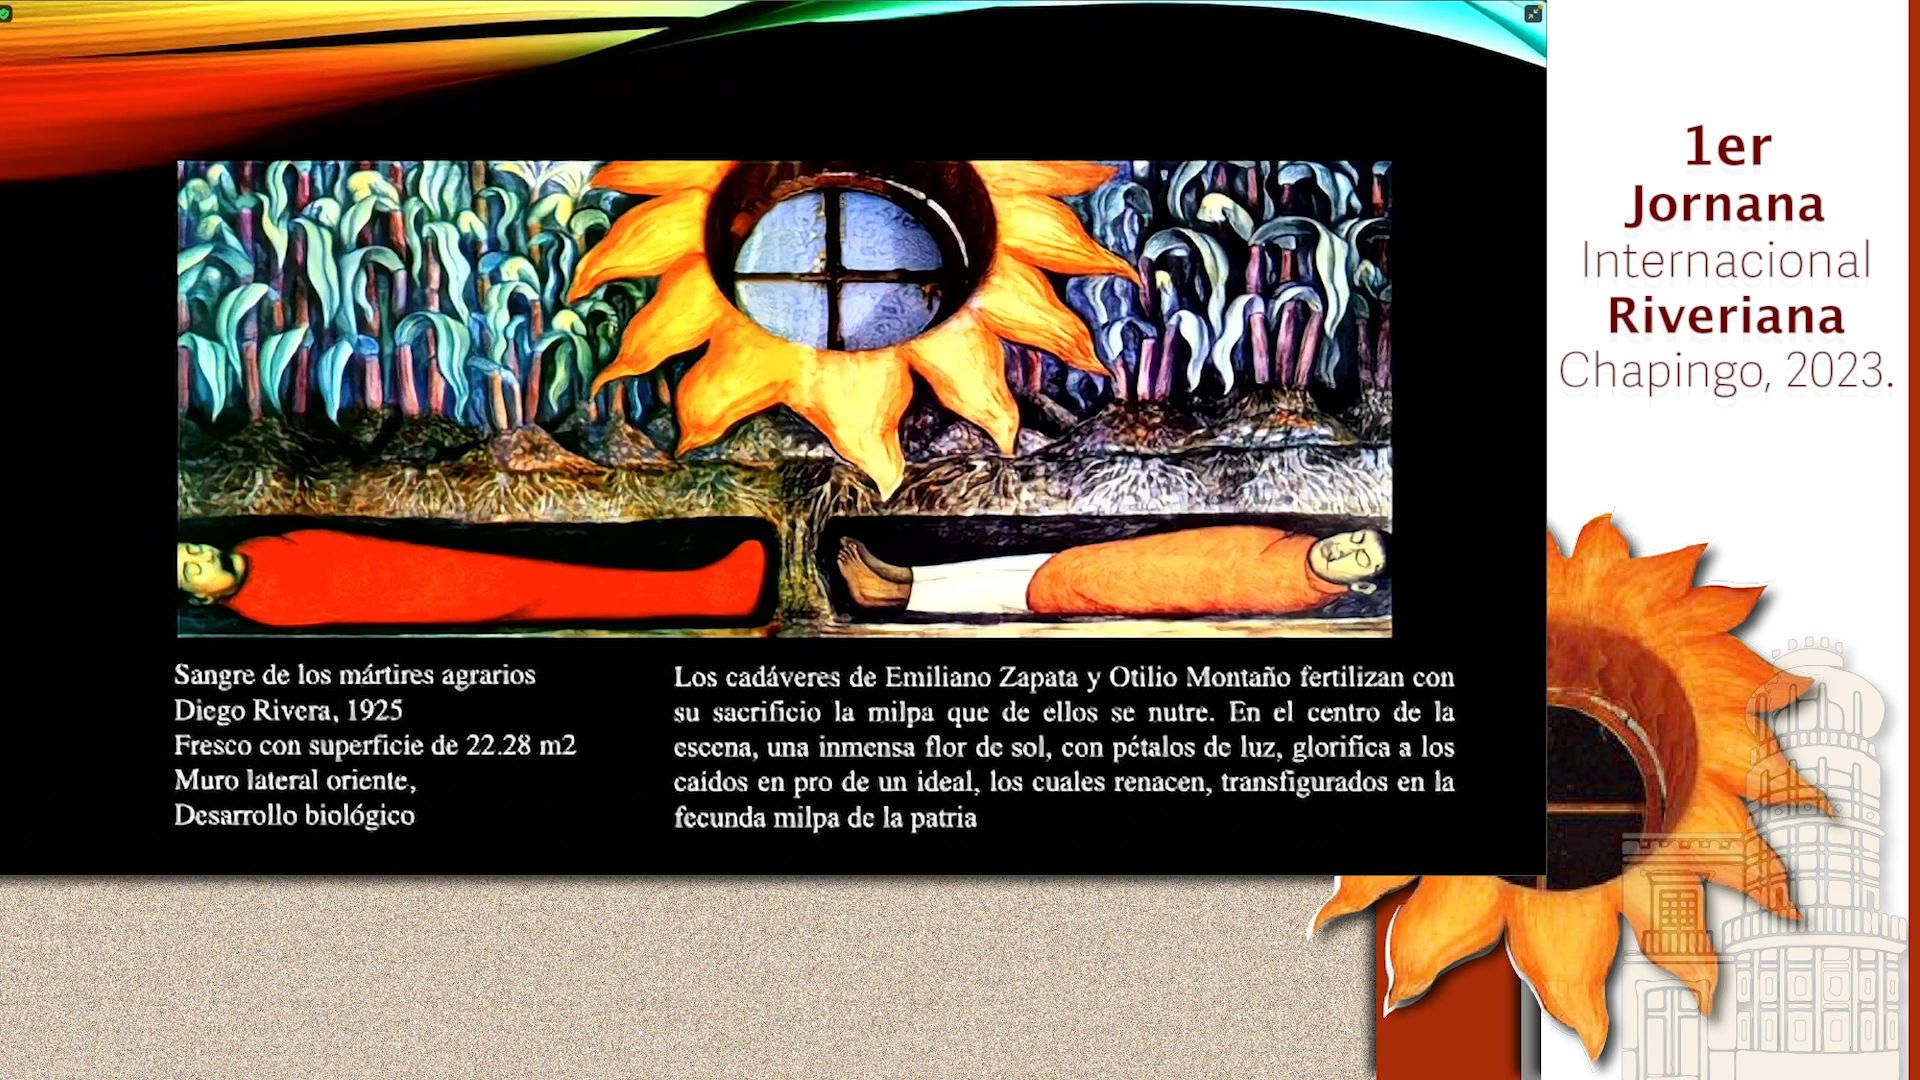 1er
Jornana
Internacional
Riveriana
Chapingo, 2023.
Sangre de los mártires agrarios
Diego Rivera, 1925
Fresco con superficie de 22.28 m2
Muro lateral oriente,
Desarrollo biológico
Los cadáveres de Emiliano Zapata y Otilio Montaño fertilizan con
su sacrificio la milpa que de ellos se nutre. En el centro de la
escena, una inmensa flor de sol, con pétalos de luz, glorifica a los
caídos en pro de un ideal, los cuales renacen, transfigurados en la
fecunda milpa de la patria